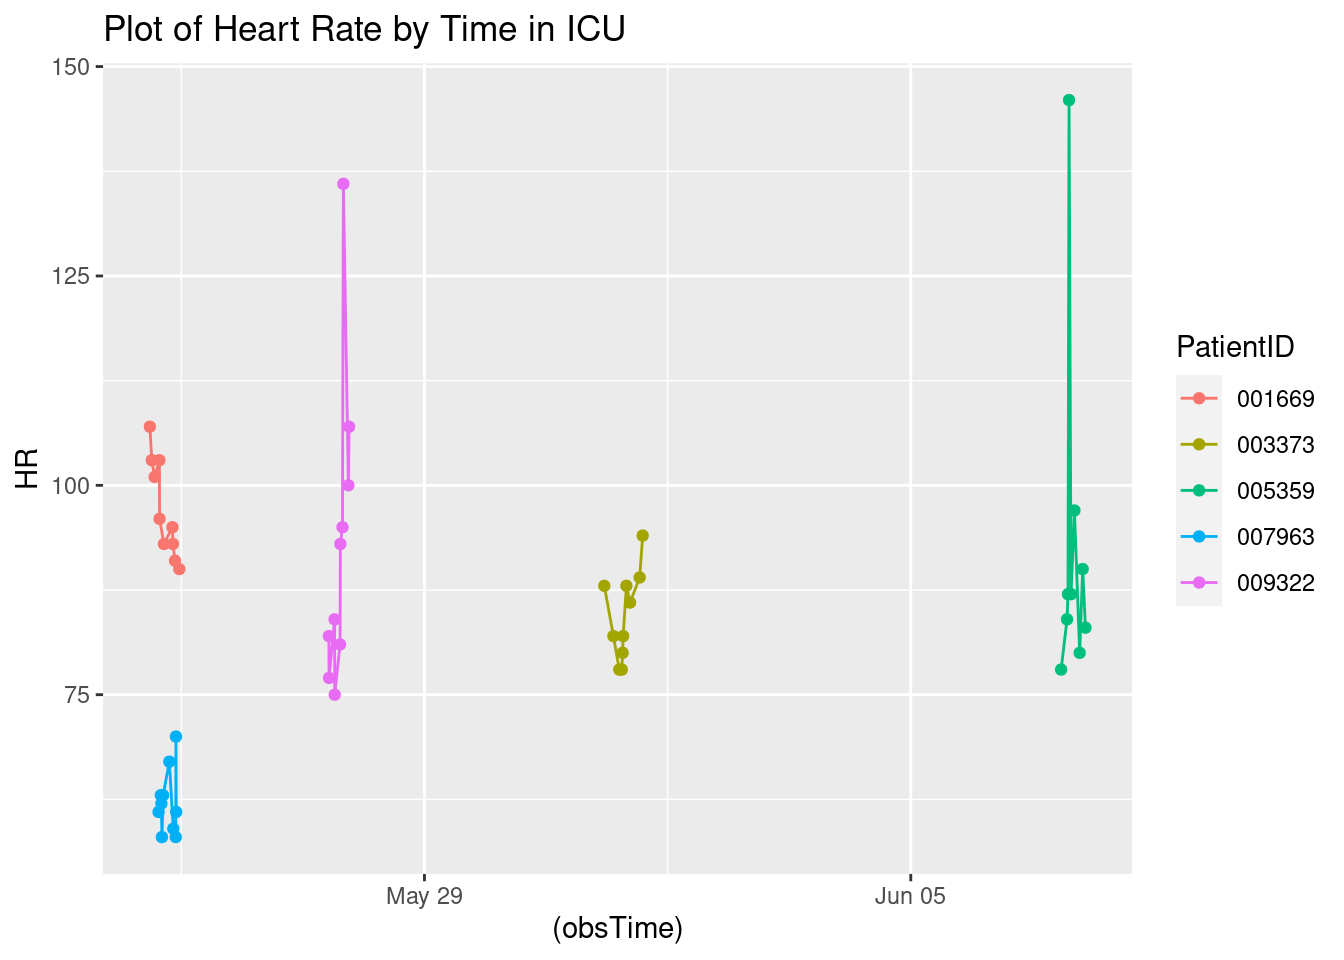 Plot of Heart Rate by Time in ICU
150
125
100
75
HR
May 29
Jun 05
(obsTime)
PatientID
001669
003373
005359
007963
009322